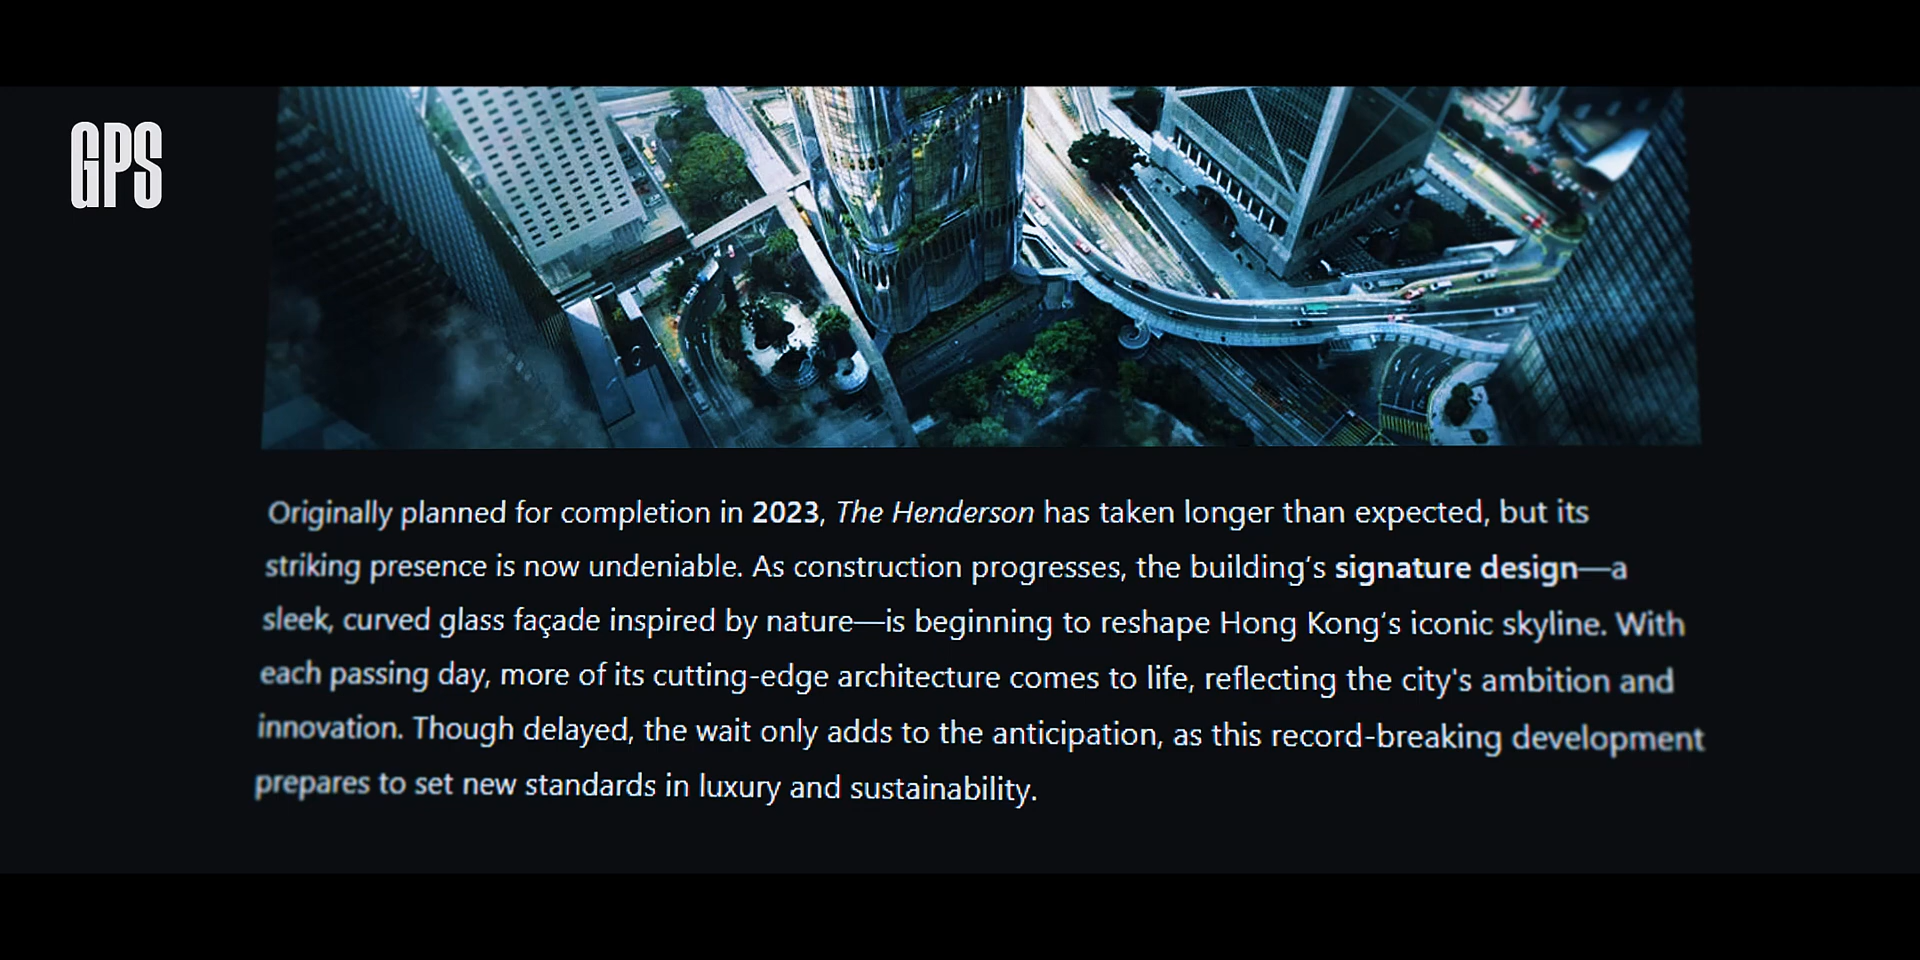 GPS
Originally planned for completion in 2023, The Henderson has taken longer than expected, but its
striking presence is now undeniable. As construction progresses, the building’s signature design—a
sleek, curved glass façade inspired by nature—is beginning to reshape Hong Kong’s iconic skyline. With
each passing day, more of its cutting-edge architecture comes to life, reflecting the city's ambition and
innovation. Though delayed, the wait only adds to the anticipation, as this record-breaking development
prepares to set new standards in luxury and sustainability.